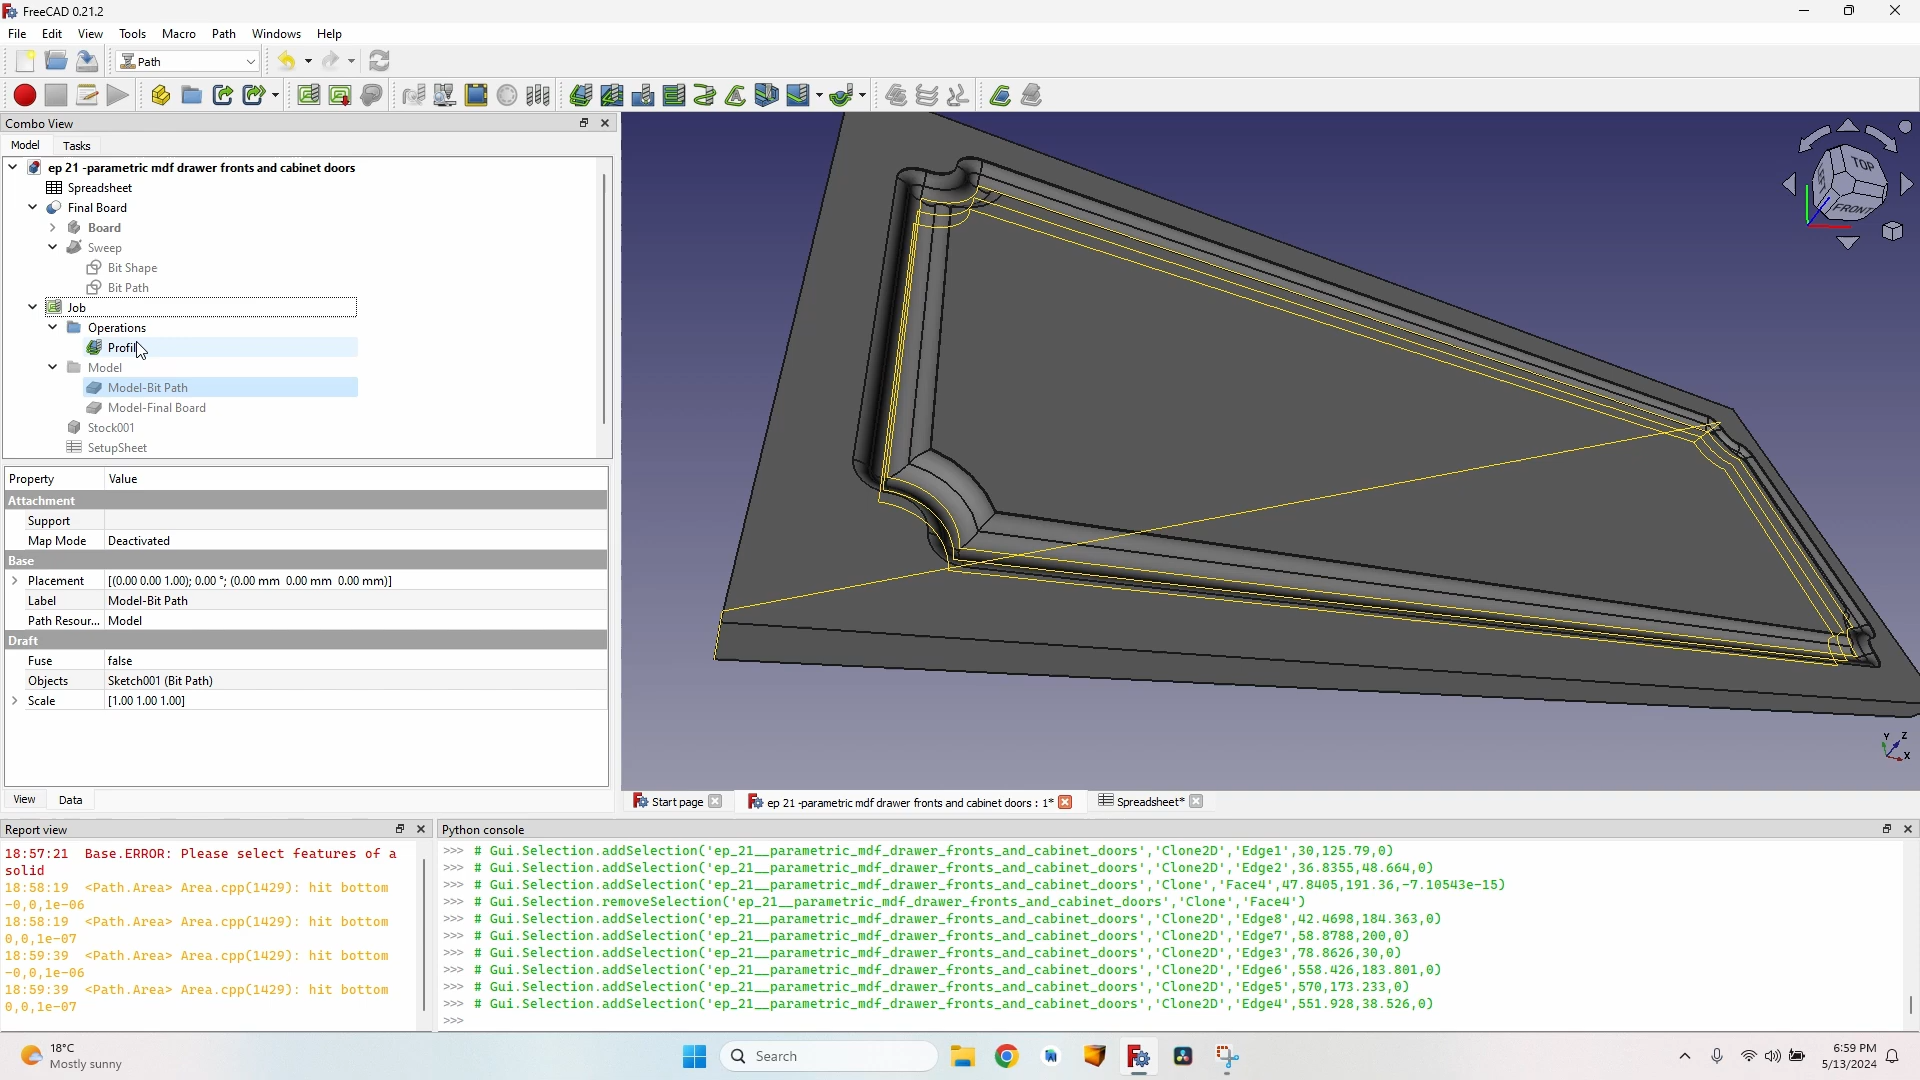 FreeCAD 0.21.2
File Edit View Tools Macro Path Windows Help
Path
Combo View
Model Tasks
ep 21 -parametric mdf drawer fronts and cabinet doors
Spreadsheet
Final Board
Board
Sweep
Bit Shape
Bit Path
Job
Operations
Profil
Model
Model-Bit Path
Model-Final Board
Stock001
SetupSheet
Property Value
Attachment
Support
Map Mode Deactivated
Base
Placement [(0.00 0.00 1.00); 0.00 °; (0.00 mm 0.00 mm 0.00 mm)]
Label Model-Bit Path
Path Resour... Model
Draft
Fuse false
Objects Sketch001 (Bit Path)
Scale [1.00 1.00 1.00]
View Data
TOP
FRONT
Y Z
X
Start page ep 21 -parametric mdf drawer fronts and cabinet doors : 1* Spreadsheet*
Report view
18:57:21 Base.ERROR: Please select features of a
solid
18:58:19 <Path.Area> Area.cpp(1429): hit bottom
-0,0,1e-06
18:58:19 <Path.Area> Area.cpp(1429): hit bottom
0,0,1e-07
18:59:39 <Path.Area> Area.cpp(1429): hit bottom
-0,0,1e-06
18:59:39 <Path.Area> Area.cpp(1429): hit bottom
0,0,1e-07
Python console
>>> # Gui.Selection.addSelection('ep_21__parametric_mdf_drawer_fronts_and_cabinet_doors','Clone2D','Edge1',30,125.79,0)
>>> # Gui.Selection.addSelection('ep_21__parametric_mdf_drawer_fronts_and_cabinet_doors','Clone2D','Edge2',36.8355,48.664,0)
>>> # Gui.Selection.addSelection('ep_21__parametric_mdf_drawer_fronts_and_cabinet_doors','Clone','Face4',47.8405,191.36,-7.10543e-15)
>>> # Gui.Selection.removeSelection('ep_21__parametric_mdf_drawer_fronts_and_cabinet_doors','Clone','Face4')
>>> # Gui.Selection.addSelection('ep_21__parametric_mdf_drawer_fronts_and_cabinet_doors','Clone2D','Edge8',42.4698,184.363,0)
>>> # Gui.Selection.addSelection('ep_21__parametric_mdf_drawer_fronts_and_cabinet_doors','Clone2D','Edge7',58.8788,200,0)
>>> # Gui.Selection.addSelection('ep_21__parametric_mdf_drawer_fronts_and_cabinet_doors','Clone2D','Edge3',78.8626,30,0)
>>> # Gui.Selection.addSelection('ep_21__parametric_mdf_drawer_fronts_and_cabinet_doors','Clone2D','Edge6',558.426,183.801,0)
>>> # Gui.Selection.addSelection('ep_21__parametric_mdf_drawer_fronts_and_cabinet_doors','Clone2D','Edge5',570,173.233,0)
>>> # Gui.Selection.addSelection('ep_21__parametric_mdf_drawer_fronts_and_cabinet_doors','Clone2D','Edge4',551.928,38.526,0)
>>>
18°C
Mostly sunny
Search
6:59 PM
5/13/2024